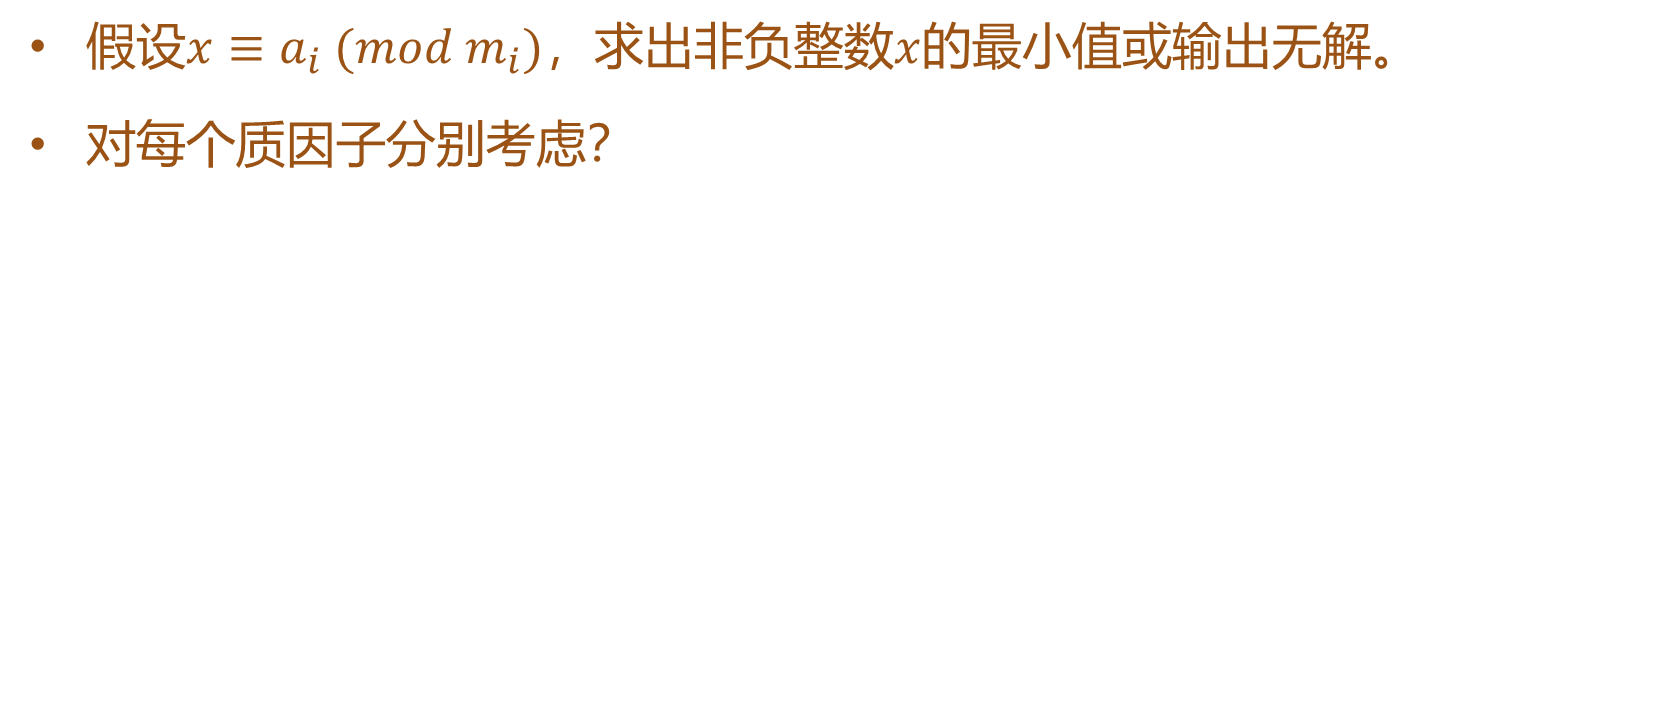 • 假设𝑥 ≡ 𝑎ᵢ (𝑚𝑜𝑑 𝑚ᵢ)，求出非负整数𝑥的最小值或输出无解。
• 对每个质因子分别考虑？